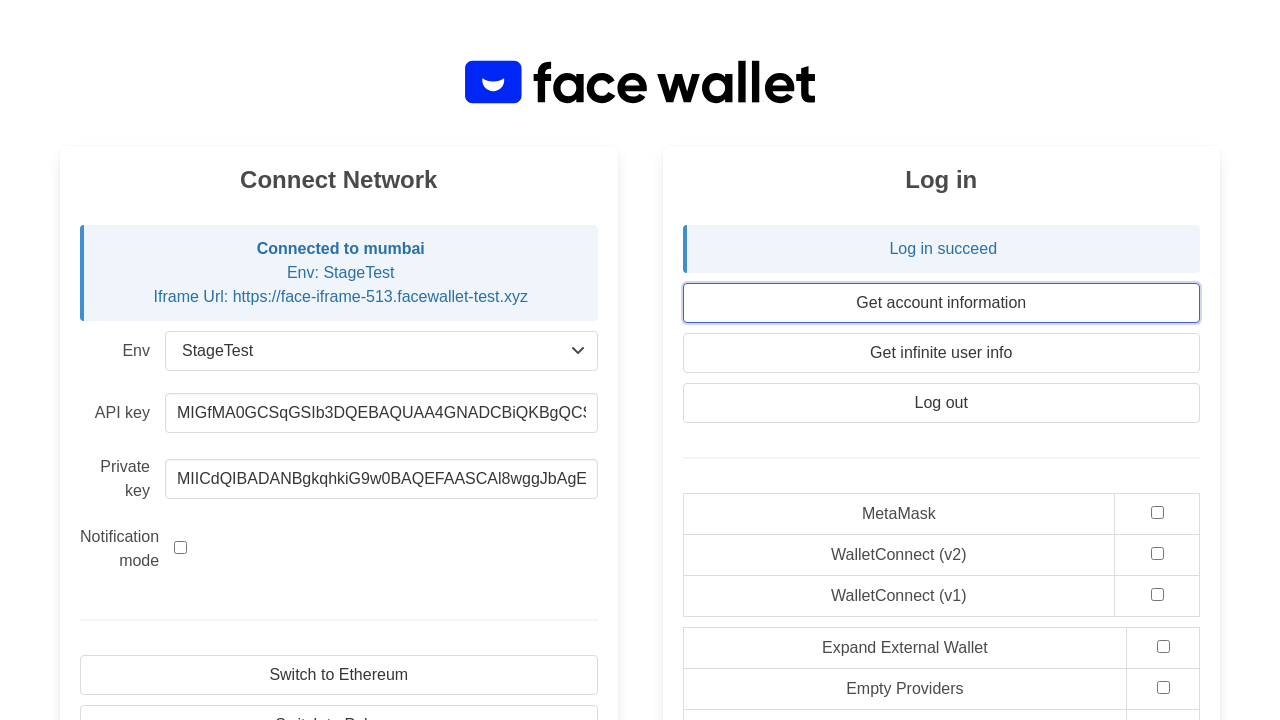 face wallet
Connect Network
Connected to mumbai
Env: StageTest
Iframe Url: https://face-iframe-513.facewallet-test.xyz
Env
StageTest
API key
MIGfMA0GCSqGSIb3DQEBAQUAA4GNADCBiQKBgQC
Private
key
MIICdQIBADANBgkqhkiG9w0BAQEFAASCAl8wggJbAgE
Notification
mode
Switch to Ethereum
Log in
Log in succeed
Get account information
Get infinite user info
Log out
MetaMask
WalletConnect (v2)
WalletConnect (v1)
Expand External Wallet
Empty Providers